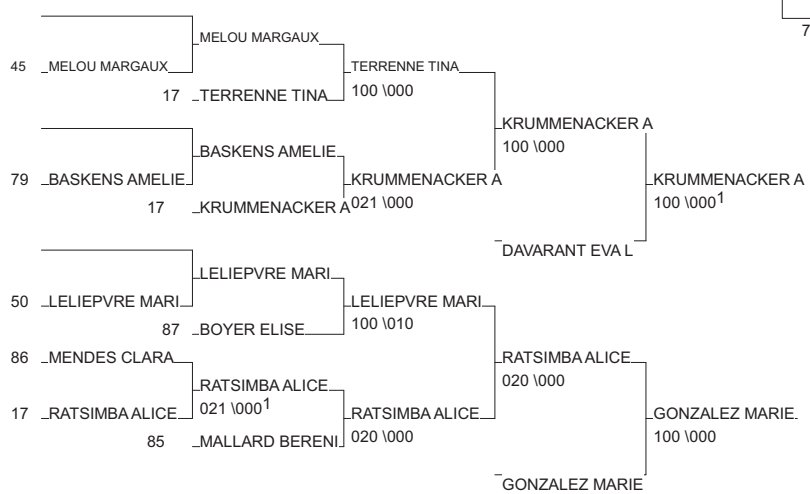 7
MELOU MARGAUX
45 MELOU MARGAUX
TERRENNE TINA
17 TERRENNE TINA
100 \000
KRUMMENACKER A
100 \000
BASKENS AMELIE
79 BASKENS AMELIE
KRUMMENACKER A
KRUMMENACKER A
17 KRUMMENACKER A
021 \000
100 \0001
DAVARANT EVA L
LELIEPVRE MARI
50 LELIEPVRE MARI
LELIEPVRE MARI
87 BOYER ELISE
100 \010
86 MENDES CLARA
RATSIMBA ALICE
020 \000
RATSIMBA ALICE
021 \0001
17 RATSIMBA ALICE
RATSIMBA ALICE
GONZALEZ MARIE
85 MALLARD BERENI
020 \000
100 \000
GONZALEZ MARIE